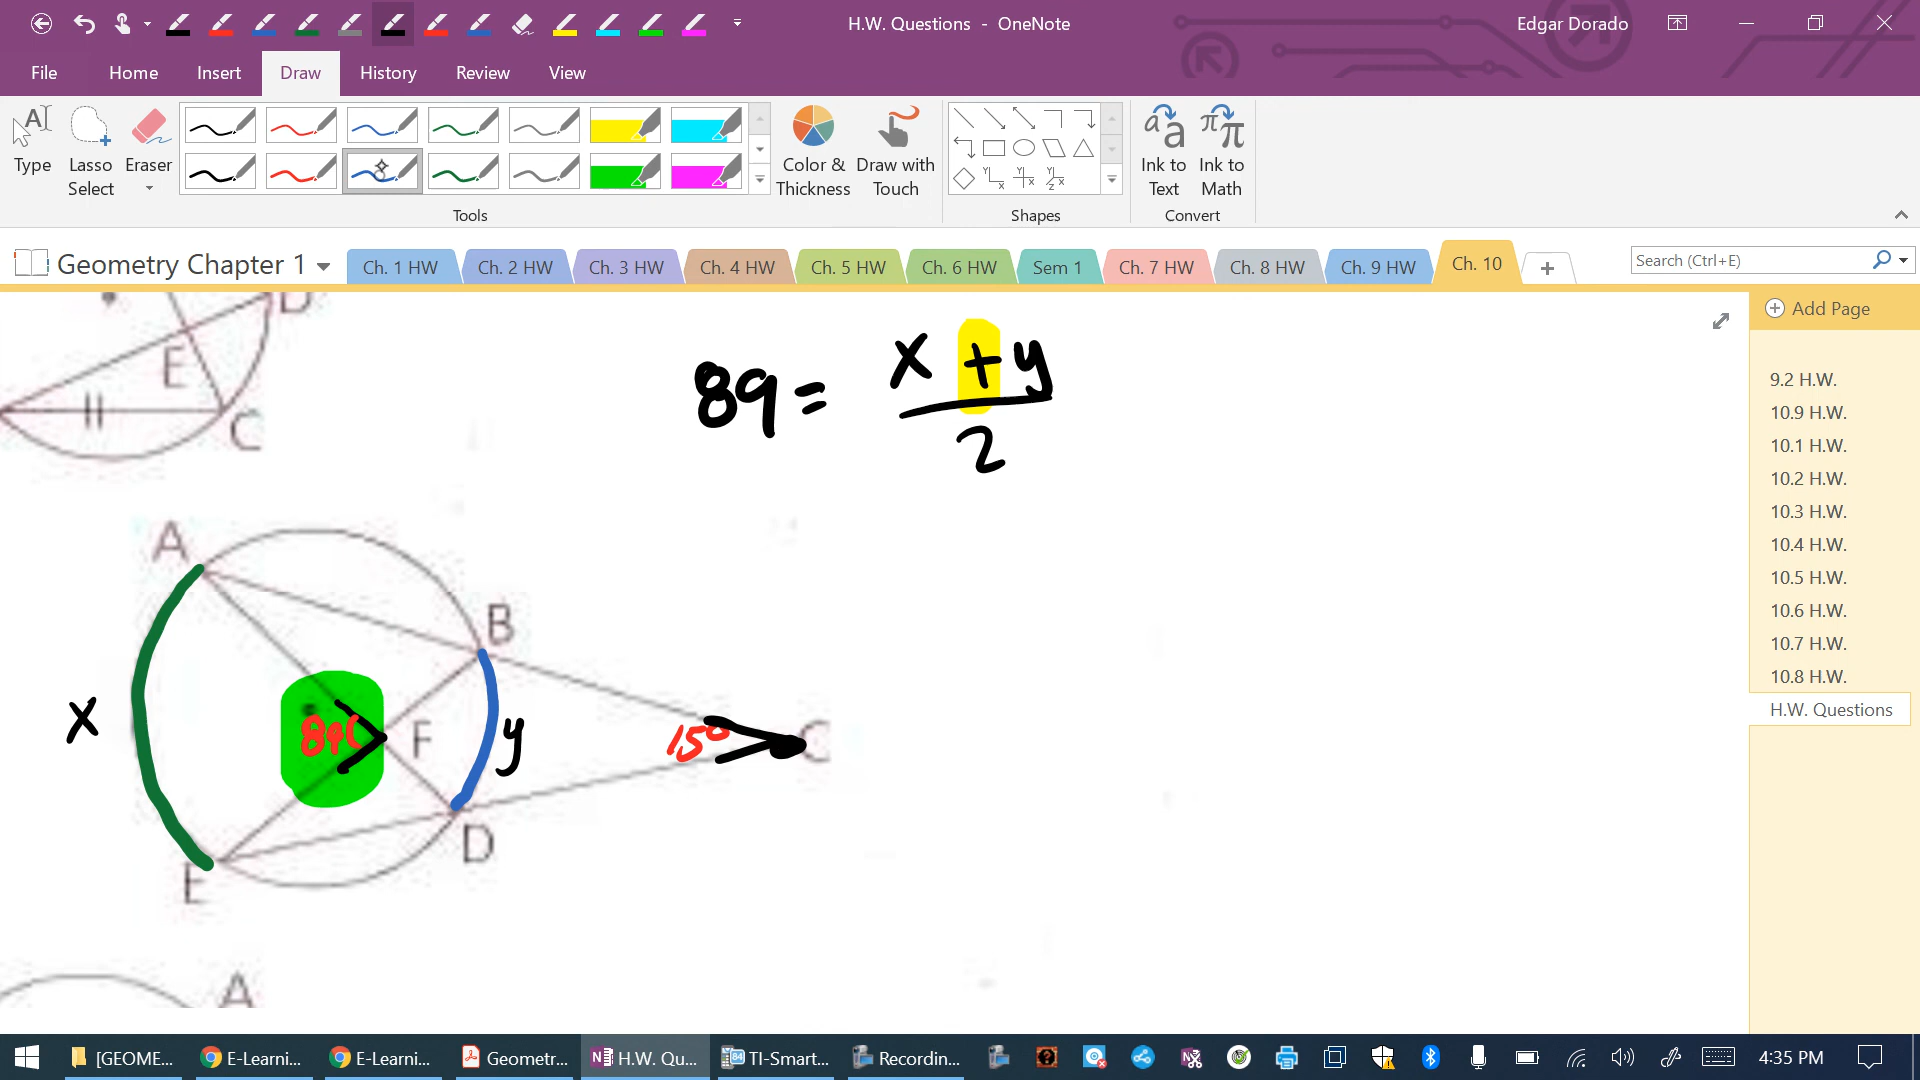 H.W. Questions - OneNote
Edgar Dorado
File Home Insert Draw History Review View
Type
Lasso Select
Eraser
Color & Thickness
Draw with Touch
Ink to Text
Ink to Math
Tools
Shapes
Convert
Geometry Chapter 1
Ch. 1 HW
Ch. 2 HW
Ch. 3 HW
Ch. 4 HW
Ch. 5 HW
Ch. 6 HW
Sem 1
Ch. 7 HW
Ch. 8 HW
Ch. 9 HW
Ch. 10
Search (Ctrl+E)
Add Page
9.2 H.W.
10.9 H.W.
10.1 H.W.
10.2 H.W.
10.3 H.W.
10.4 H.W.
10.5 H.W.
10.6 H.W.
10.7 H.W.
10.8 H.W.
H.W. Questions
D
E
C
89 = x + y
2
A
B
x
89
F
y
15°
C
D
E
A
[GEOME...
E-Learni...
E-Learni...
Geometr...
H.W. Qu...
TI-Smart...
Recordin...
4:35 PM